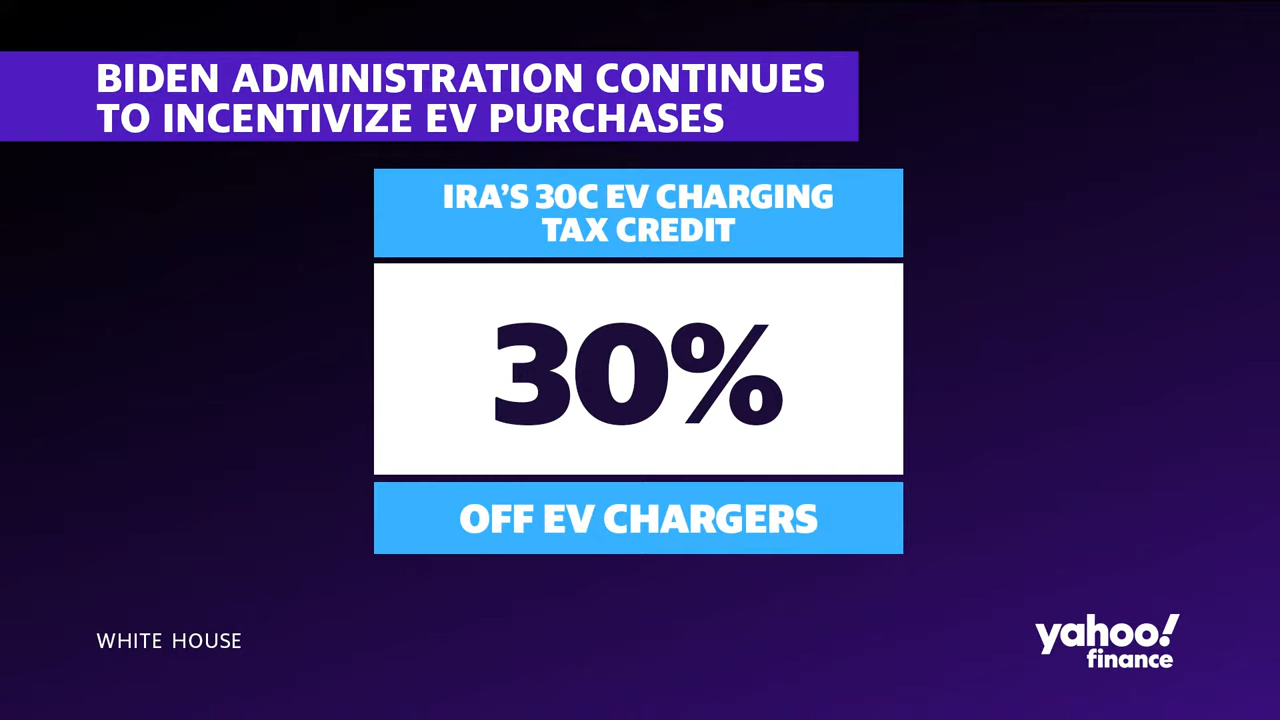 BIDEN ADMINISTRATION CONTINUES
TO INCENTIVIZE EV PURCHASES
IRA'S 30C EV CHARGING
TAX CREDIT
30%
OFF EV CHARGERS
WHITE HOUSE
yahoo!
finance